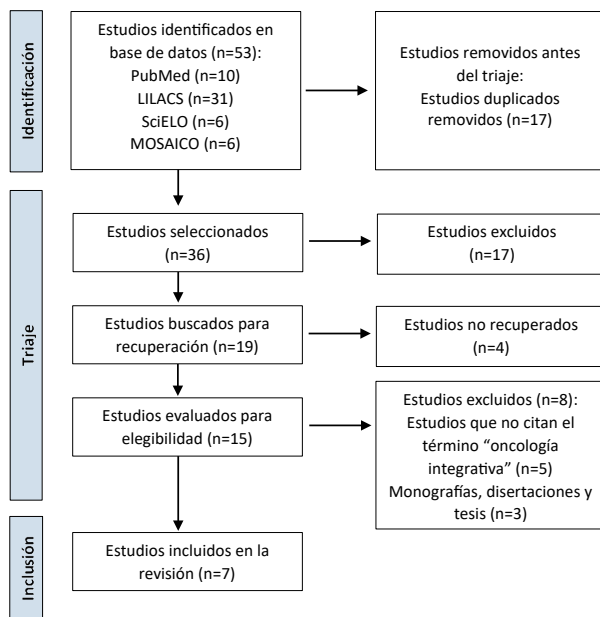 Identificación
Estudios identificados en
base de datos (n=53):
PubMed (n=10)
LILACS (n=31)
SciELO (n=6)
MOSAICO (n=6)
Estudios removidos antes
del triaje:
Estudios duplicados
removidos (n=17)
Triaje
Estudios seleccionados
(n=36)
Estudios excluidos
(n=17)
Estudios buscados para
recuperación (n=19)
Estudios no recuperados
(n=4)
Estudios evaluados para
elegibilidad (n=15)
Estudios excluidos (n=8):
Estudios que no citan el
término “oncología
integrativa” (n=5)
Monografías, disertaciones y
tesis (n=3)
Inclusión
Estudios incluidos en la
revisión (n=7)